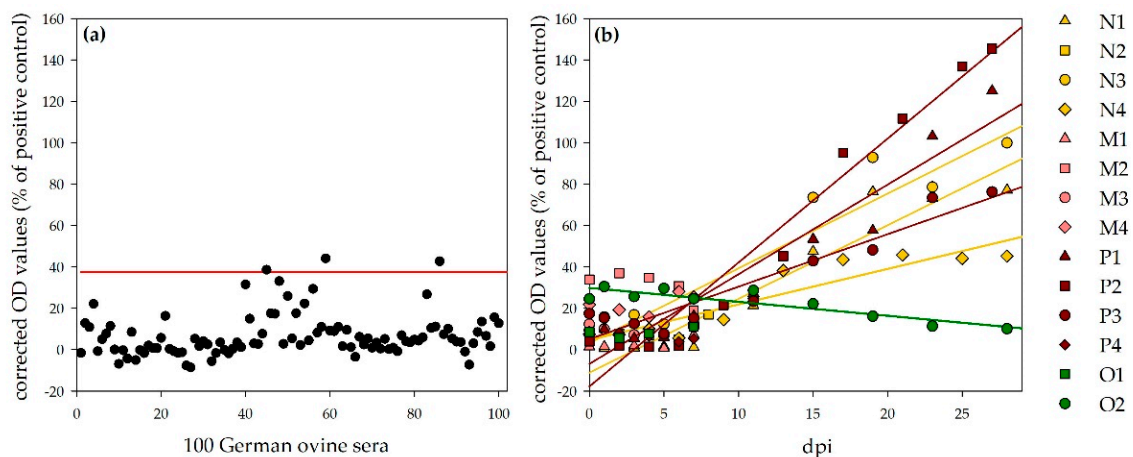 (a)
corrected OD values (% of positive control)
160
140
120
100
80
60
40
20
0
-20
0
20
40
60
80
100
100 German ovine sera
(b)
corrected OD values (% of positive control)
160
140
120
100
80
60
40
20
0
-20
0
5
10
15
20
25
dpi
N1
N2
N3
N4
M1
M2
M3
M4
P1
P2
P3
P4
O1
O2